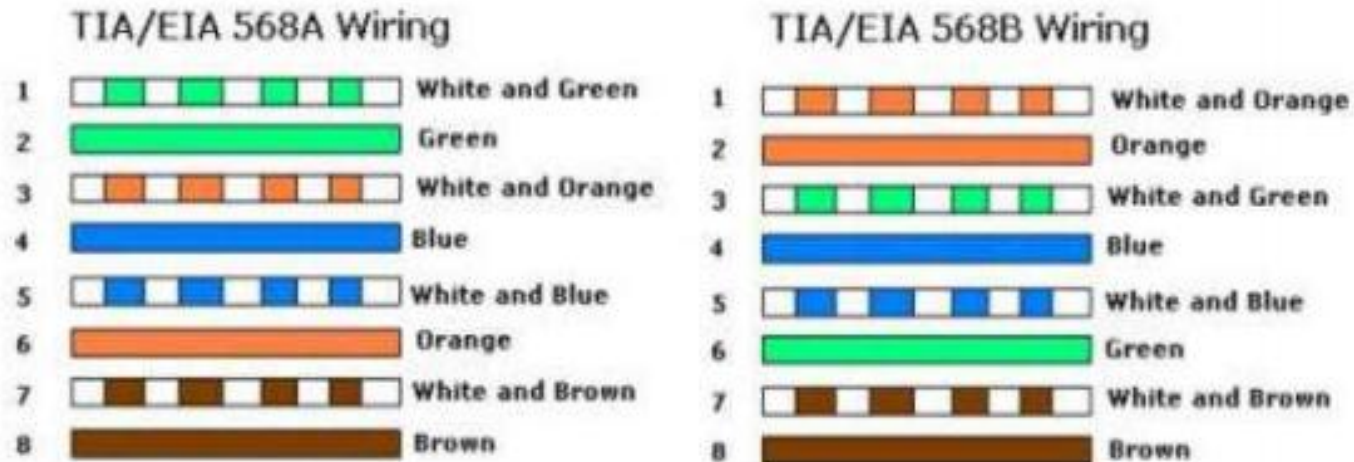 TIA/EIA 568A Wiring
1 White and Green
2 Green
3 White and Orange
4 Blue
5 White and Blue
6 Orange
7 White and Brown
8 Brown
TIA/EIA 568B Wiring
1 White and Orange
2 Orange
3 White and Green
4 Blue
5 White and Blue
6 Green
7 White and Brown
8 Brown